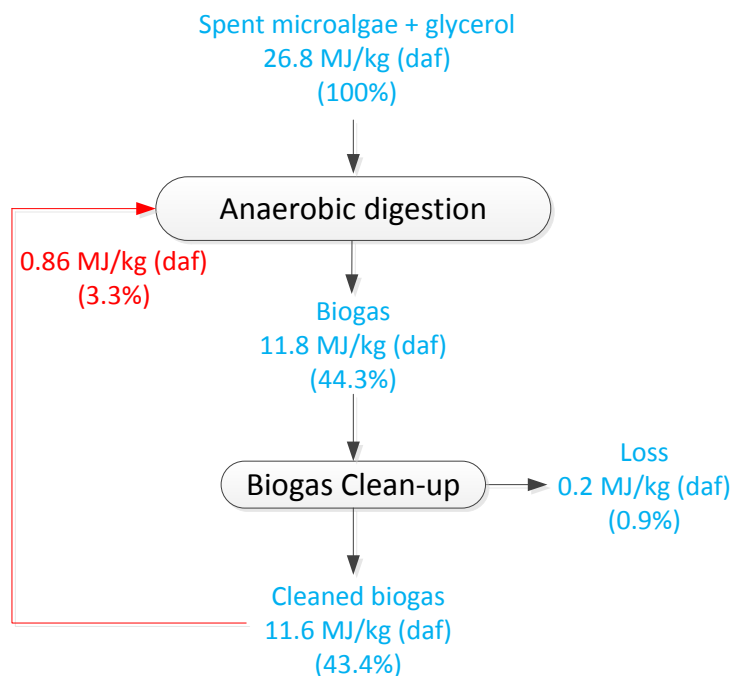 Spent microalgae + glycerol
26.8 MJ/kg (daf)
(100%)
Anaerobic digestion
0.86 MJ/kg (daf)
(3.3%)
Biogas
11.8 MJ/kg (daf)
(44.3%)
Biogas Clean-up
Loss
0.2 MJ/kg (daf)
(0.9%)
Cleaned biogas
11.6 MJ/kg (daf)
(43.4%)